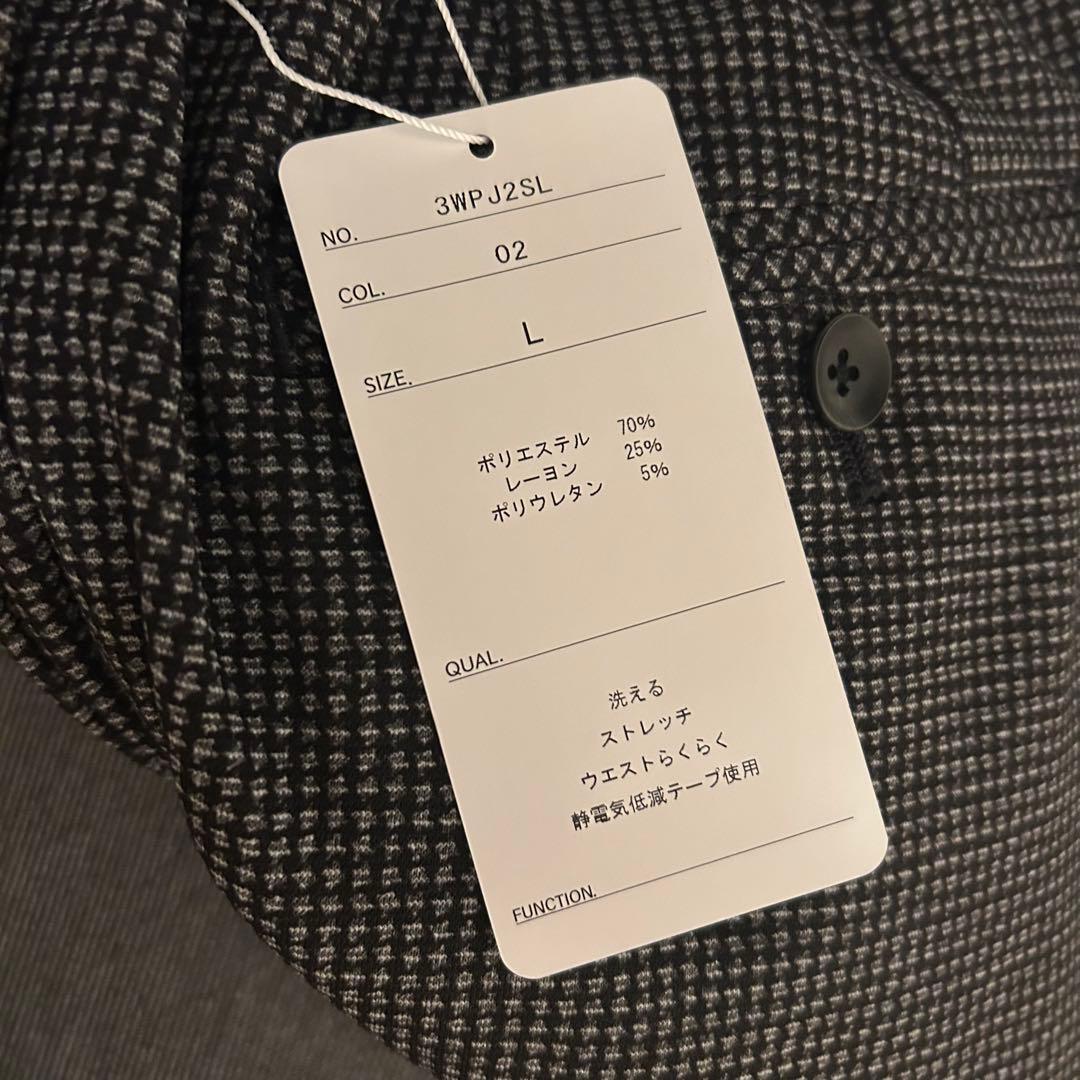 3WPJ2SL
NO.
02
COL.
L
SIZE.
ポリエステル 70%
レーヨン 25%
ポリウレタン 5%
QUAL.
洗える
ストレッチ
ウエストらくらく
静電気低減テープ使用
FUNCTION.